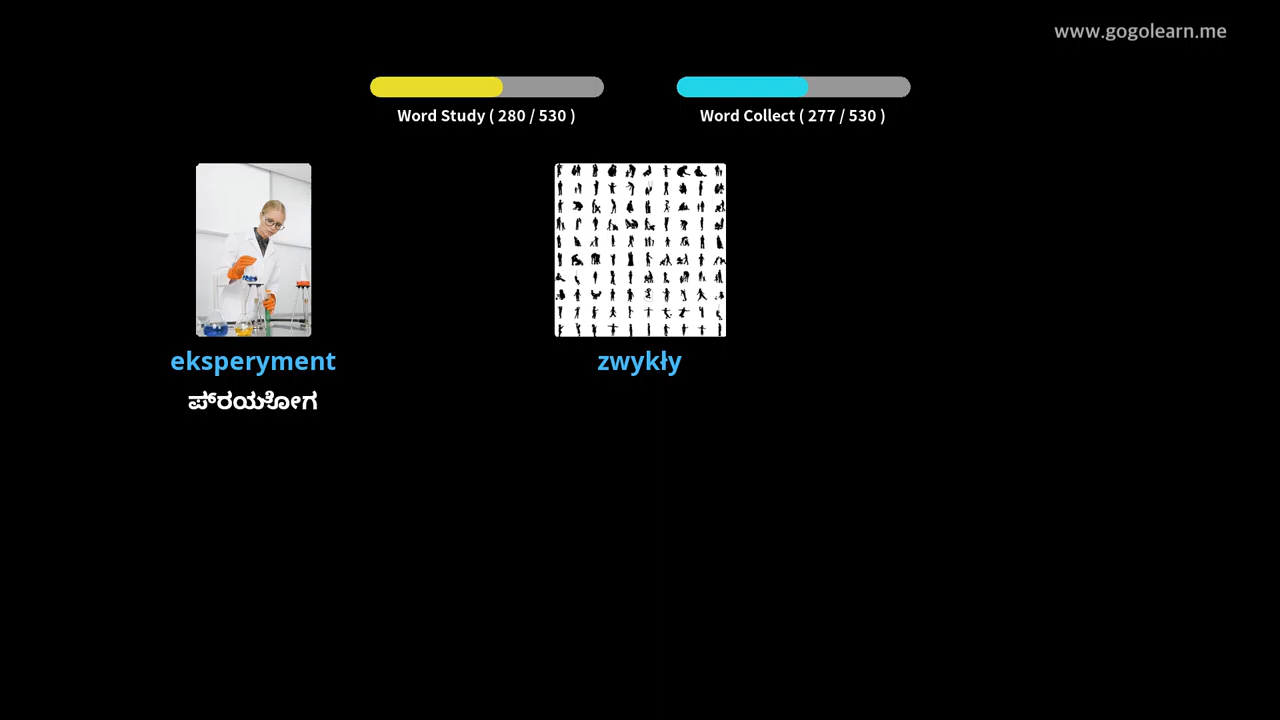 www.gogolearn.me
Word Study ( 280 / 530 )
Word Collect ( 277 / 530 )
eksperyment
zwykły
ಪ್ರಯೋಗ